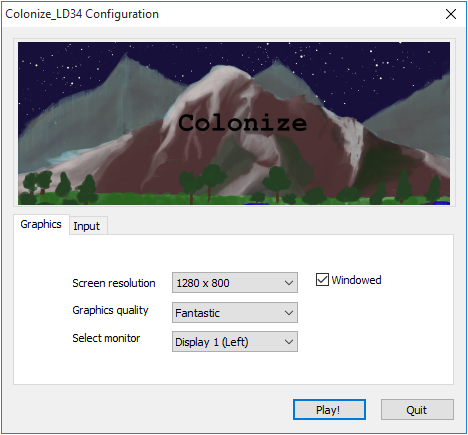 Colonize_LD34 Configuration
Colonize
Graphics
Input
Screen resolution
1280 x 800
Windowed
Graphics quality
Fantastic
Select monitor
Display 1 (Left)
Play!
Quit